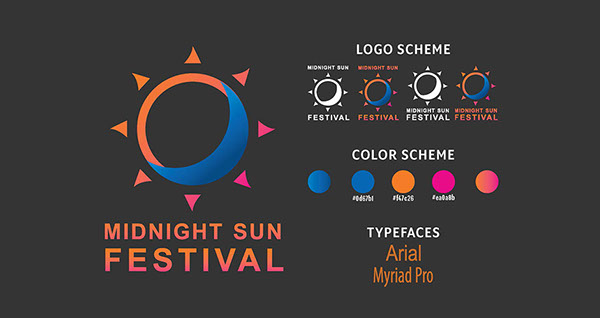 MIDNIGHT SUN
FESTIVAL
LOGO SCHEME
MIDNIGHT SUN
FESTIVAL
MIDNIGHT SUN
FESTIVAL
MIDNIGHT SUN
FESTIVAL
MIDNIGHT SUN
FESTIVAL
COLOR SCHEME
#0d67b1
#f47c26
#ea0a8b
TYPEFACES
Arial
Myriad Pro